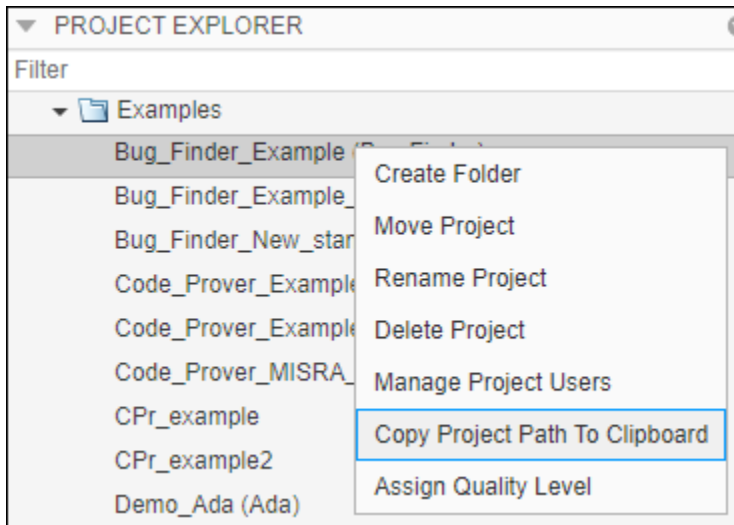 PROJECT EXPLORER
Filter
Examples
Bug_Finder_Example
Create Folder
Bug_Finder_Example_
Move Project
Bug_Finder_New_star
Rename Project
Code_Prover_Example
Code_Prover_Example
Delete Project
Code_Prover_MISRA_
Manage Project Users
CPr_example
Copy Project Path To Clipboard
CPr_example2
Assign Quality Level
Demo_Ada (Ada)